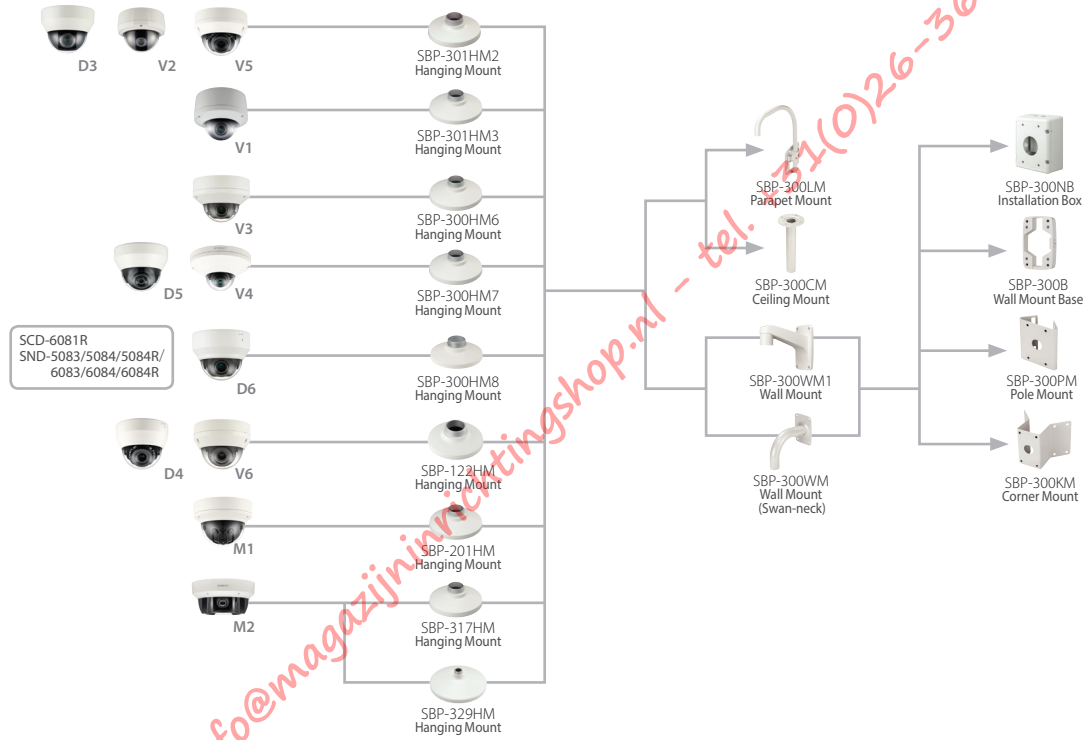 D3
V2
V5
SBP-301HM2
Hanging Mount
V1
SBP-301HM3
Hanging Mount
V3
SBP-300HM6
Hanging Mount
D5
V4
SBP-300HM7
Hanging Mount
SCD-6081R
SND-5083/5084/5084R/
6083/6084/6084R
D6
SBP-300HM8
Hanging Mount
D4
V6
SBP-122HM
Hanging Mount
M1
SBP-201HM
Hanging Mount
M2
SBP-317HM
Hanging Mount
SBP-329HM
Hanging Mount
SBP-300LM
Parapet Mount
SBP-300CM
Ceiling Mount
SBP-300WM1
Wall Mount
SBP-300WM
Wall Mount
(Swan-neck)
SBP-300NB
Installation Box
SBP-300B
Wall Mount Base
SBP-300PM
Pole Mount
SBP-300KM
Corner Mount
fo@magazijninrichtingshop.nl - tel. +31(0)26-36